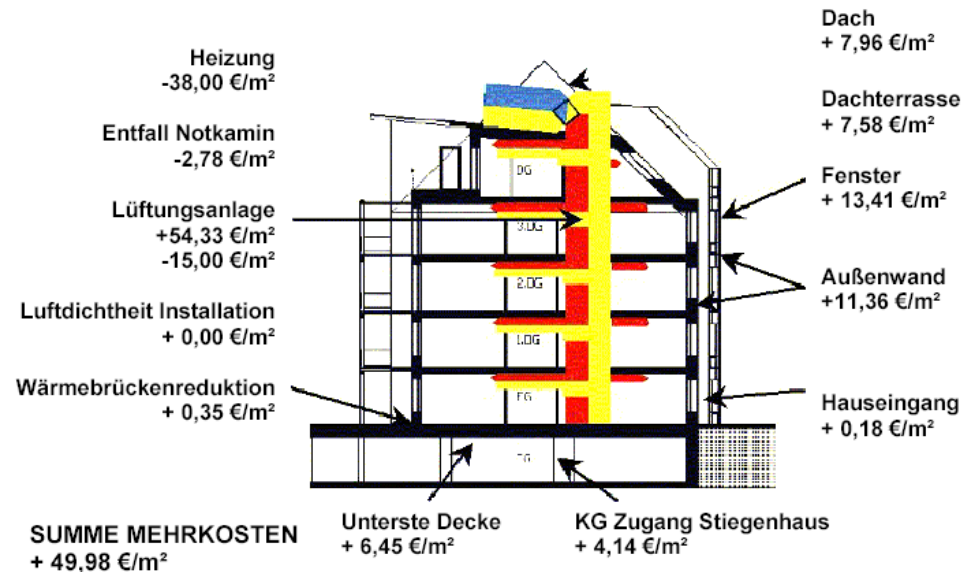 Heizung
-38,00 €/m²
Entfall Notkamin
-2,78 €/m²
Lüftungsanlage
+54,33 €/m²
-15,00 €/m²
Luftdichtheit Installation
+ 0,00 €/m²
Wärmebrückenreduktion
+ 0,35 €/m²
SUMME MEHRKOSTEN
+ 49,98 €/m²
DG
3.OG
2.OG
1.OG
EG
Unterste Decke
+ 6,45 €/m²
KG Zugang Stiegenhaus
+ 4,14 €/m²
Dach
+ 7,96 €/m²
Dachterrasse
+ 7,58 €/m²
Fenster
+ 13,41 €/m²
Außenwand
+11,36 €/m²
Hauseingang
+ 0,18 €/m²